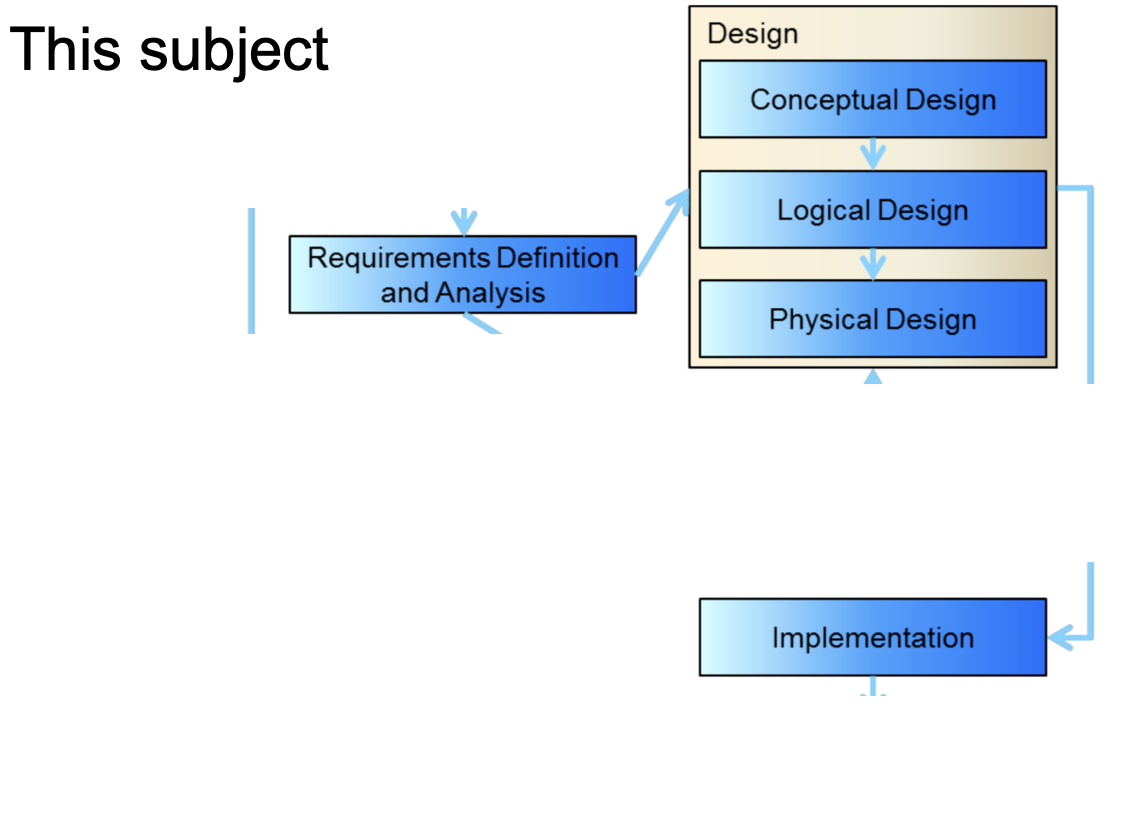 This subject
Design
Conceptual Design
Logical Design
Requirements Definition
and Analysis
Physical Design
Implementation